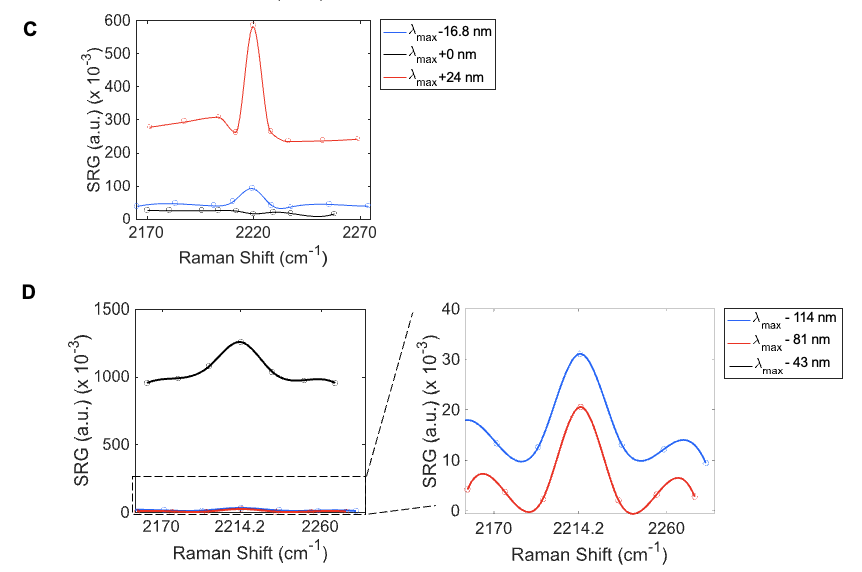 C
600
500
400
300
200
100
0
SRG (a.u.) (x 10⁻³)
2170 2220 2270
Raman Shift (cm⁻¹)
λmax-16.8 nm
λmax+0 nm
λmax+24 nm
D
1500
1000
500
0
SRG (a.u.) (x 10⁻³)
2170 2214.2 2260
Raman Shift (cm⁻¹)
40
30
20
10
0
SRG (a.u.) (x 10⁻³)
2170 2214.2 2260
Raman Shift (cm⁻¹)
λmax - 114 nm
λmax - 81 nm
λmax - 43 nm